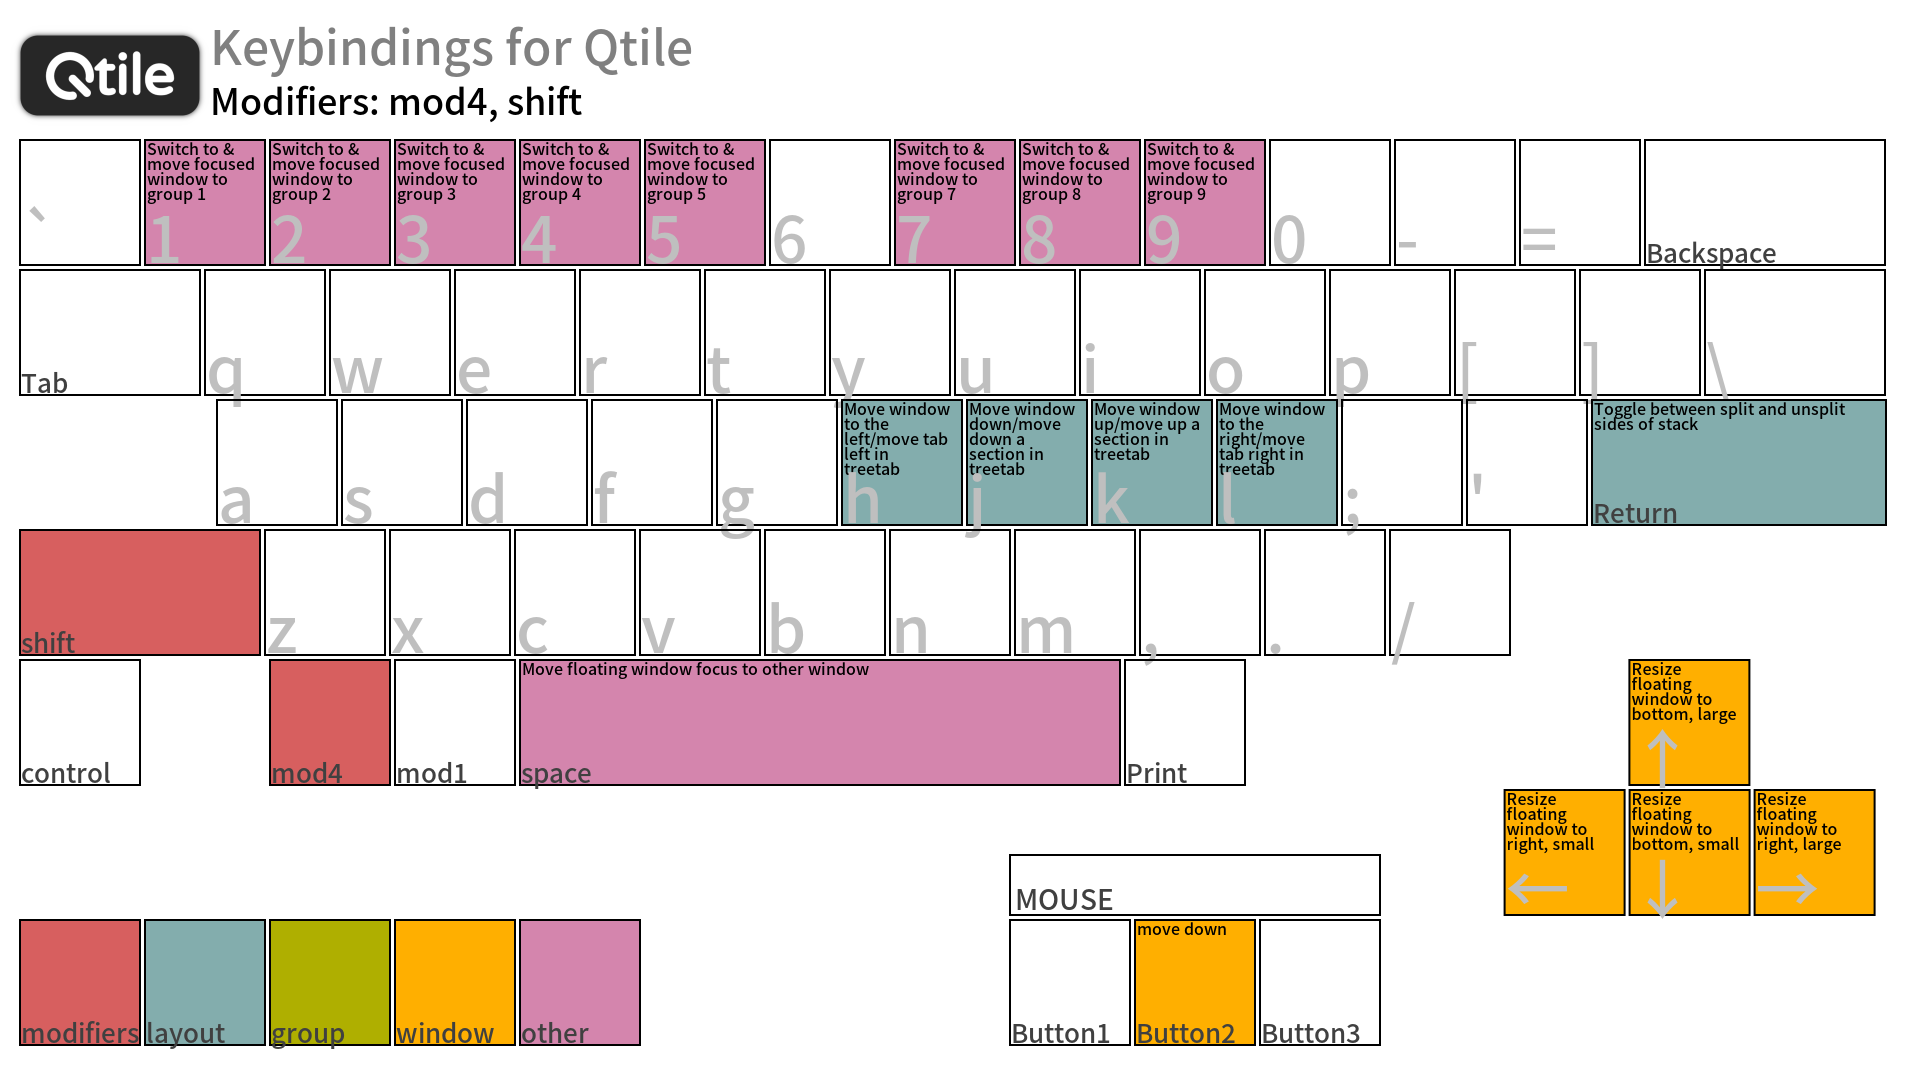 Qtile
Keybindings for Qtile
Modifiers: mod4, shift
`
Switch to &
move focused
window to
group 1
1
Switch to &
move focused
window to
group 2
2
Switch to &
move focused
window to
group 3
3
Switch to &
move focused
window to
group 4
4
Switch to &
move focused
window to
group 5
5
6
Switch to &
move focused
window to
group 7
7
Switch to &
move focused
window to
group 8
8
Switch to &
move focused
window to
group 9
9
0
-
=
Backspace
Tab
q
w
e
r
t
y
u
i
o
p
[
]
\
a
s
d
f
g
Move window
to the
left/move tab
left in
treetab
h
Move window
down/move
down a
section in
treetab
j
Move window
up/move up a
section in
treetab
k
Move window
to the
right/move
tab right in
treetab
l
;
'
Toggle between split and unsplit
sides of stack
Return
shift
z
x
c
v
b
n
m
,
.
/
control
mod4
mod1
Move floating window focus to other window
space
Print
Resize
floating
window to
bottom, large
↑
Resize
floating
window to
right, small
←
Resize
floating
window to
bottom, small
↓
Resize
floating
window to
right, large
→
MOUSE
Button1
move down
Button2
Button3
modifiers
layout
group
window
other